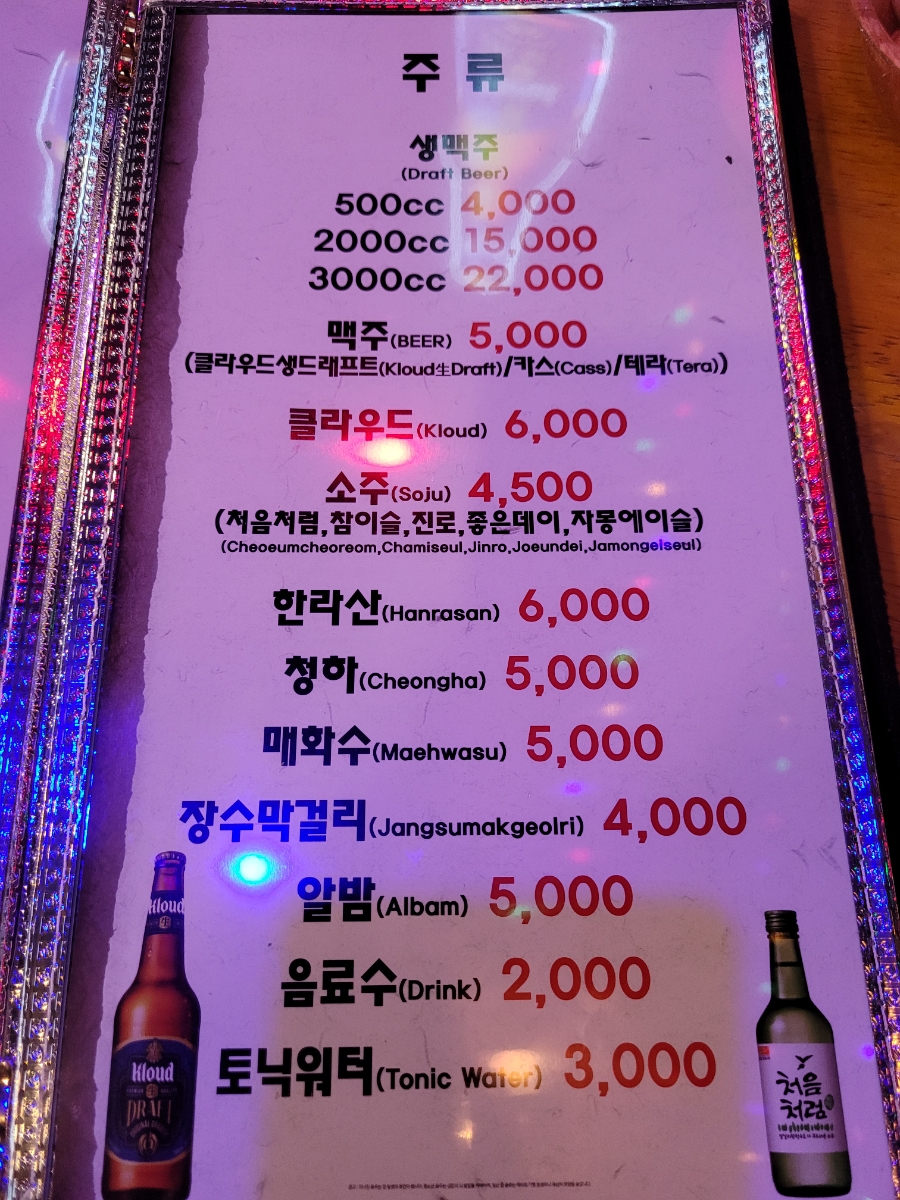 주 류
생맥주
(Draft Beer)
500cc 4,000
2000cc 15,000
3000cc 22,000
맥주(BEER) 5,000
(클라우드생드래프트(Kloud生Draft)/카스(Cass)/테라(Tera))
클라우드(Kloud) 6,000
소주(Soju) 4,500
(처음처럼,참이슬,진로,좋은데이,자몽에이슬)
(Cheoeumcheoreom,Chamiseul,Jinro,Joeundei,Jamongeiseul)
한라산(Hanrasan) 6,000
청하(Cheongha) 5,000
매화수(Maehwasu) 5,000
장수막걸리(Jangsumakgeolri) 4,000
알밤(Albam) 5,000
음료수(Drink) 2,000
토닉워터(Tonic Water) 3,000
Kloud
Kloud
DRAFT
처음
처럼